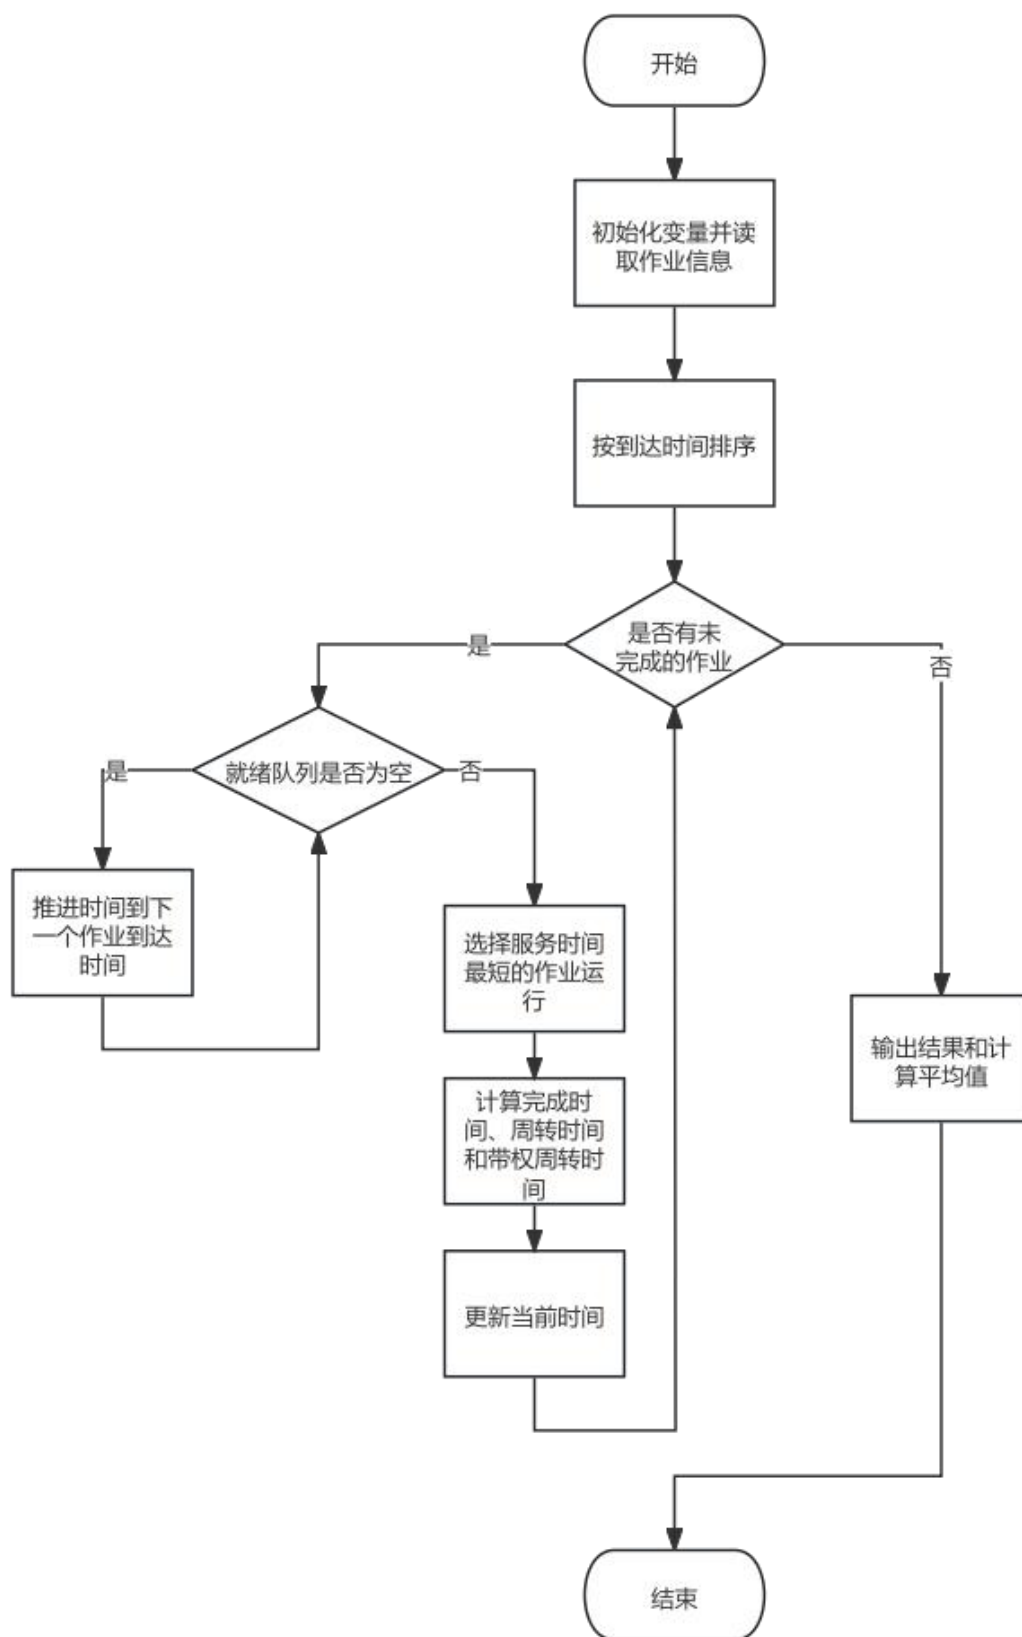 开始
初始化变量并读
取作业信息
按到达时间排序
是否有未
完成的作业
是
否
就绪队列是否为空
是
否
推进时间到下
一个作业到达
时间
选择服务时间
最短的作业运
行
计算完成时
间、周转时间
和带权周转时
间
更新当前时间
输出结果和计
算平均值
结束